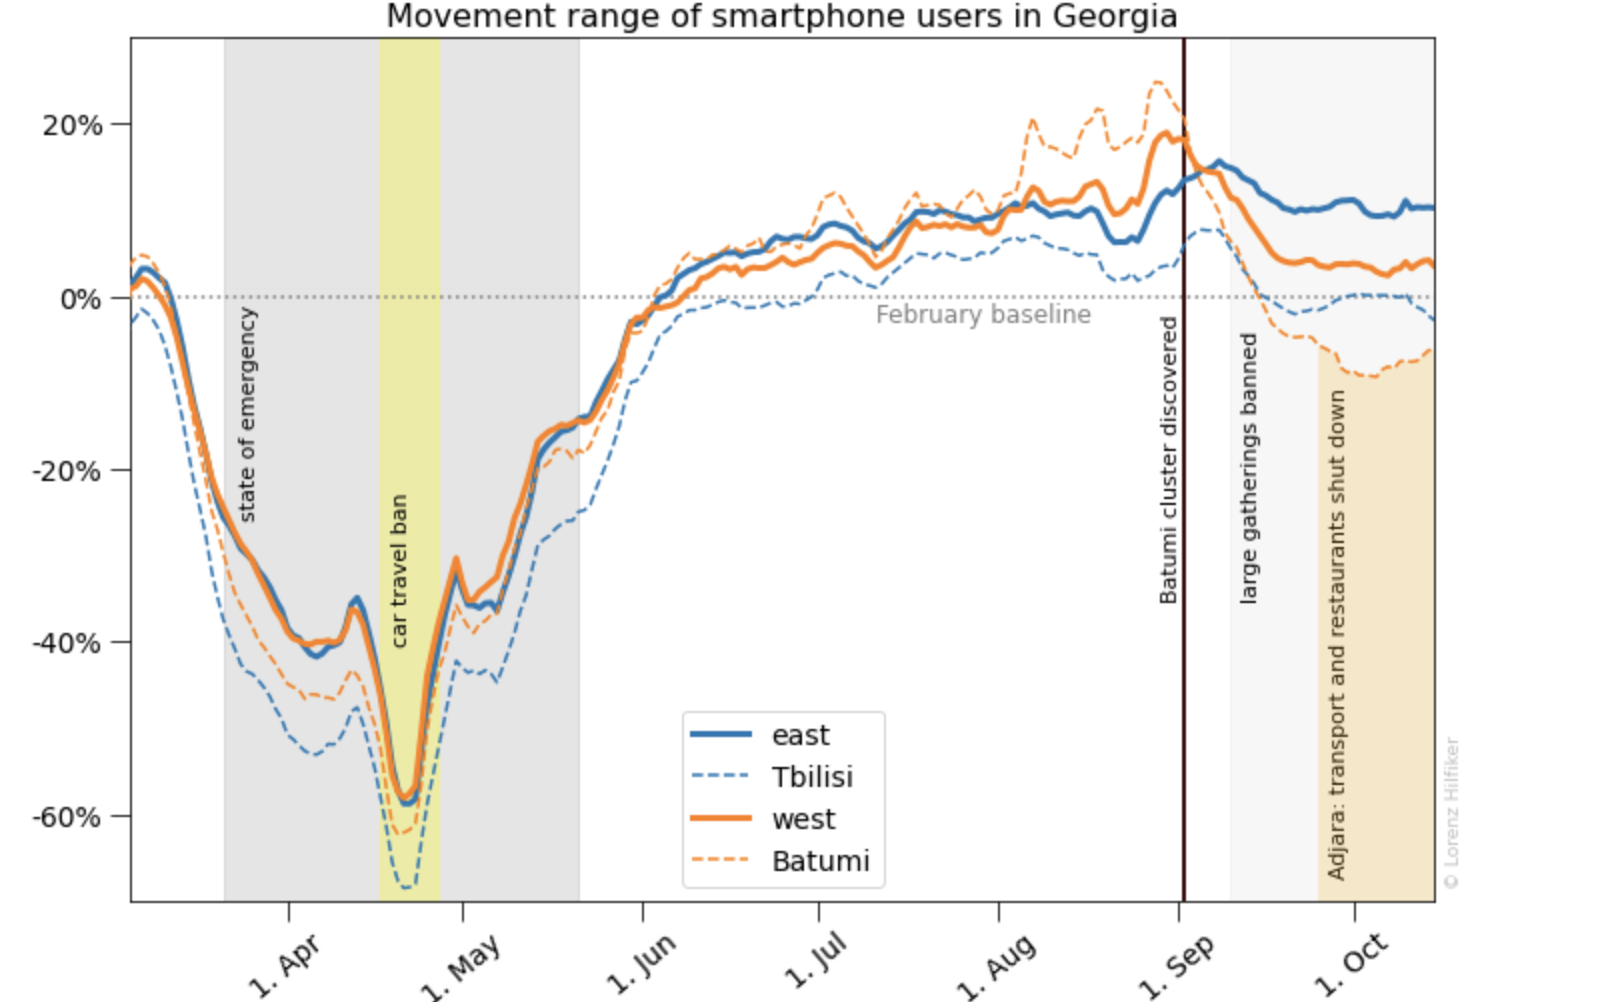 Movement range of smartphone users in Georgia
20%
0%
-20%
-40%
-60%
state of emergency
car travel ban
February baseline
Batumi cluster discovered
large gatherings banned
Adjara: transport and restaurants shut down
east
Tbilisi
west
Batumi
1. Apr
1. May
1. Jun
1. Jul
1. Aug
1. Sep
1. Oct
© Lorenz Hilfiker